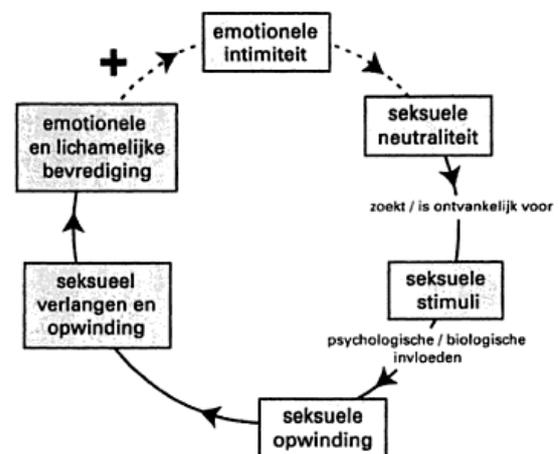 emotionele
intimiteit
+
seksuele
neutraliteit
zoekt / is ontvankelijk voor
seksuele
stimuli
psychologische / biologische
invloeden
seksuele
opwinding
seksueel
verlangen en
opwinding
emotionele
en lichamelijke
bevrediging